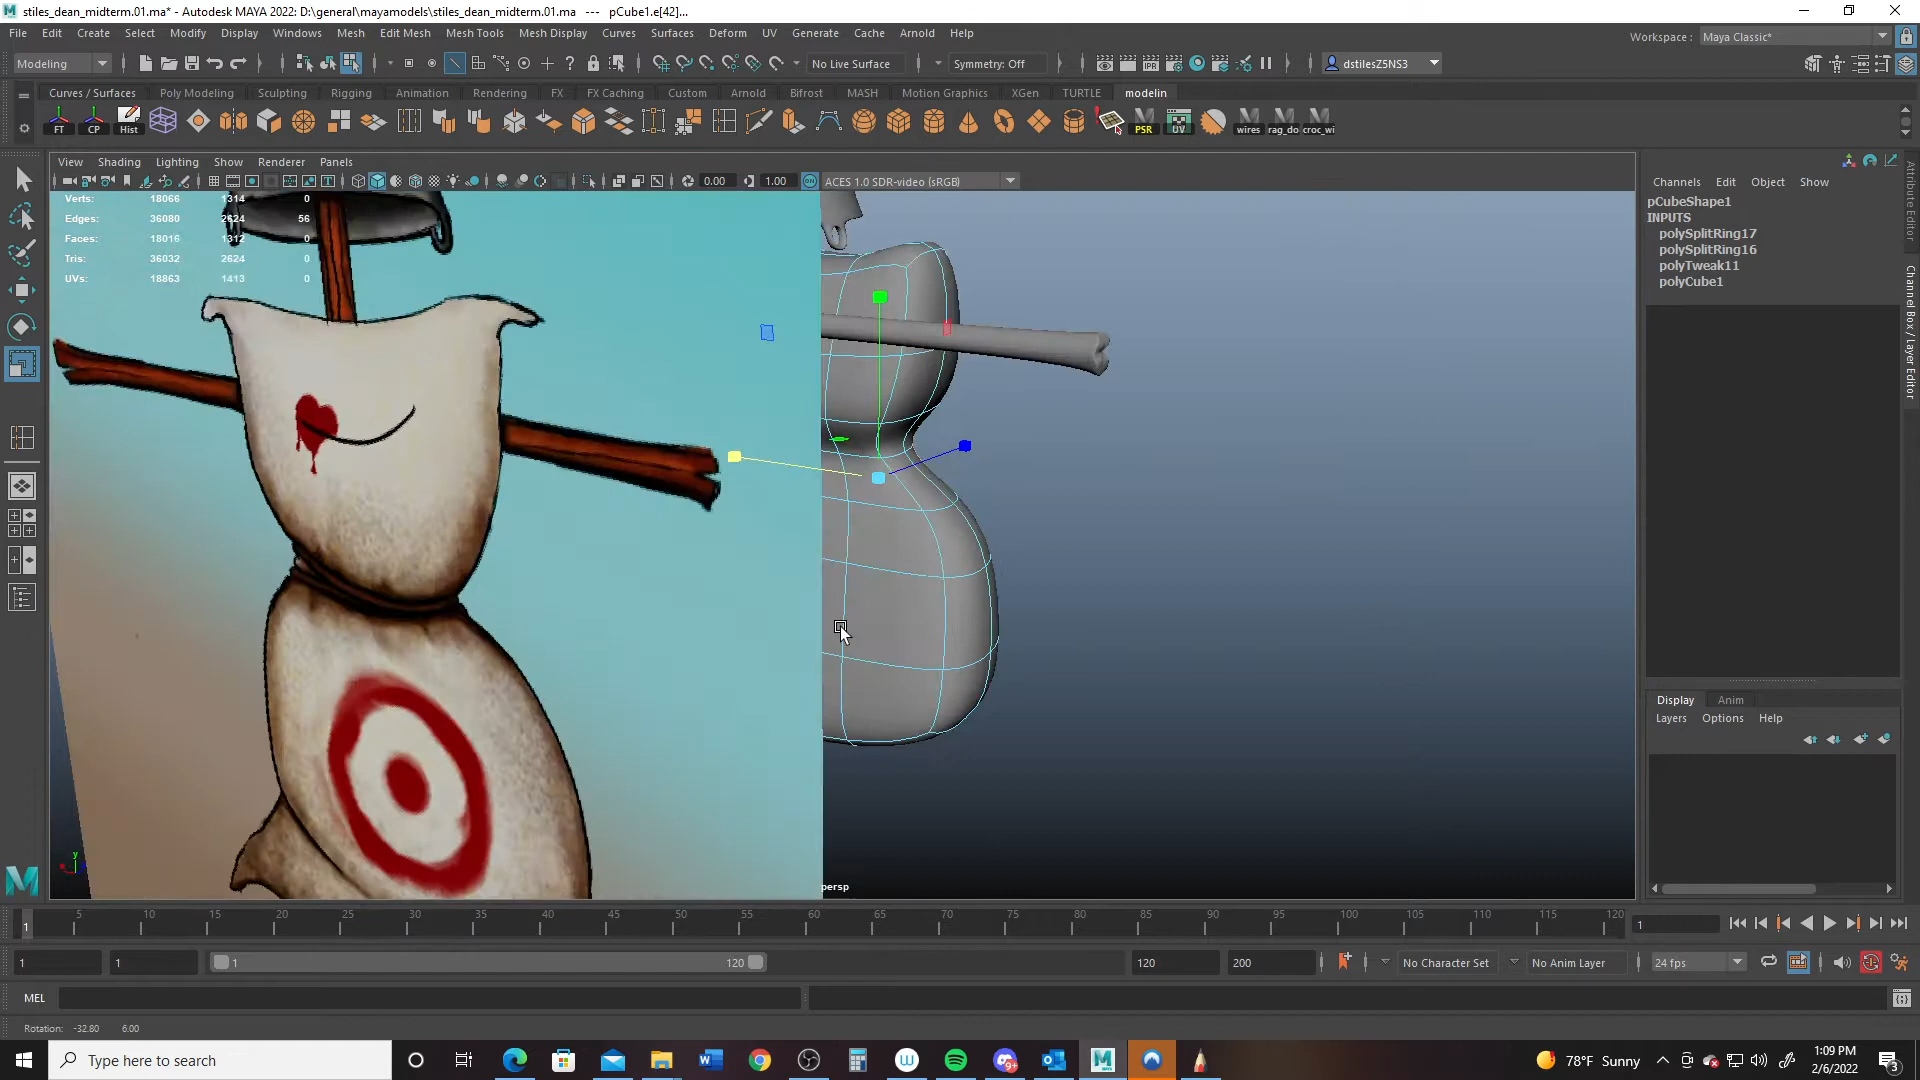 stiles_dean_midterm.01.ma* - Autodesk MAYA 2022: D:\general\mayamodels\stiles_dean_midterm.01.ma   ---   pCube1.e[42]...
File Edit Create Select Modify Display Windows Mesh Edit Mesh Mesh Tools Mesh Display Curves Surfaces Deform UV Generate Cache Arnold Help
Workspace : Maya Classic*
Modeling
No Live Surface
Symmetry: Off
dstilesZ5NS3
Curves / Surfaces Poly Modeling Sculpting Rigging Animation Rendering FX FX Caching Custom Arnold Bifrost MASH Motion Graphics XGen TURTLE modelin
FT CP Hist PSR UV wires rag_do croc_wi
View Shading Lighting Show Renderer Panels
0.00 1.00 ACES 1.0 SDR-video (sRGB)
Verts: 18066 1314 0
Edges: 36080 2624 56
Faces: 18016 1312 0
Tris: 36032 2624 0
UVs: 18863 1413 0
y
persp
Channels Edit Object Show
pCubeShape1
INPUTS
polySplitRing17
polySplitRing16
polyTweak11
polyCube1
Attribute Editor
Channel Box / Layer Editor
Display Anim
Layers Options Help
5 10 15 20 25 30 35 40 45 50 55 60 65 70 75 80 85 90 95 100 105 110 115 120
1
1
1 1 1 120 120 200 No Character Set No Anim Layer 24 fps
MEL
Rotation: -32.80 6.00
Type here to search
W
9+
78°F Sunny
1:09 PM
2/6/2022
3